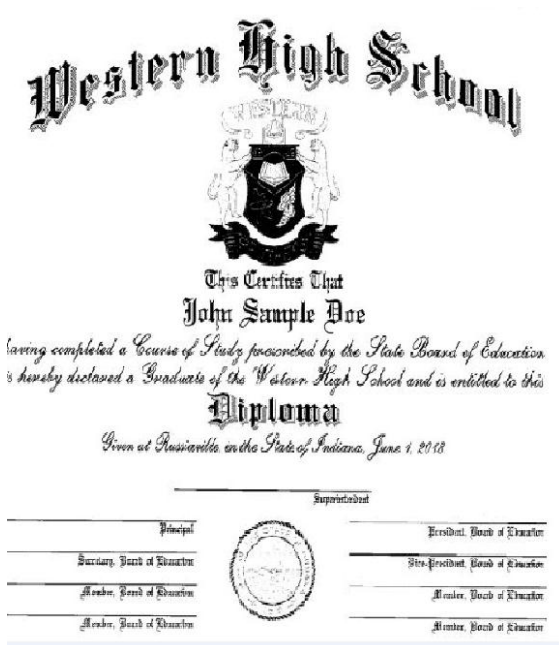 Western High School
WESTERN
This Certifies That
John Sample Doe
having completed a Course of Study prescribed by the State Board of Education
is hereby declared a Graduate of the Western High School and is entitled to this
Diploma
Given at Russiaville, in the State of Indiana, June 1, 2018
Superintendent
Principal
President, Board of Education
Secretary, Board of Education
Vice-President, Board of Education
Member, Board of Education
Member, Board of Education
Member, Board of Education
Member, Board of Education